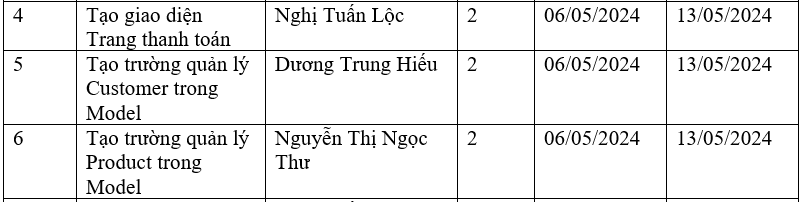 4 Tạo giao diện Nghị Tuấn Lộc 2 06/05/2024 13/05/2024
Trang thanh toán
5 Tạo trường quản lý Dương Trung Hiếu 2 06/05/2024 13/05/2024
Customer trong
Model
6 Tạo trường quản lý Nguyễn Thị Ngọc 2 06/05/2024 13/05/2024
Product trong Thư
Model